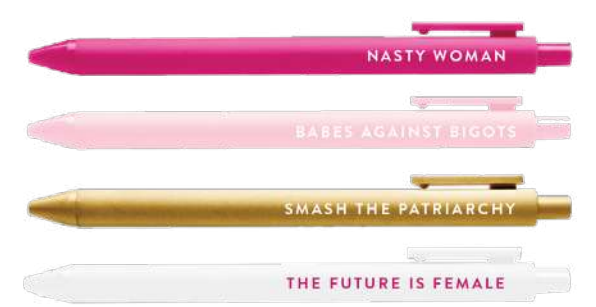 NASTY WOMAN
BABES AGAINST BIGOTS
SMASH THE PATRIARCHY
THE FUTURE IS FEMALE